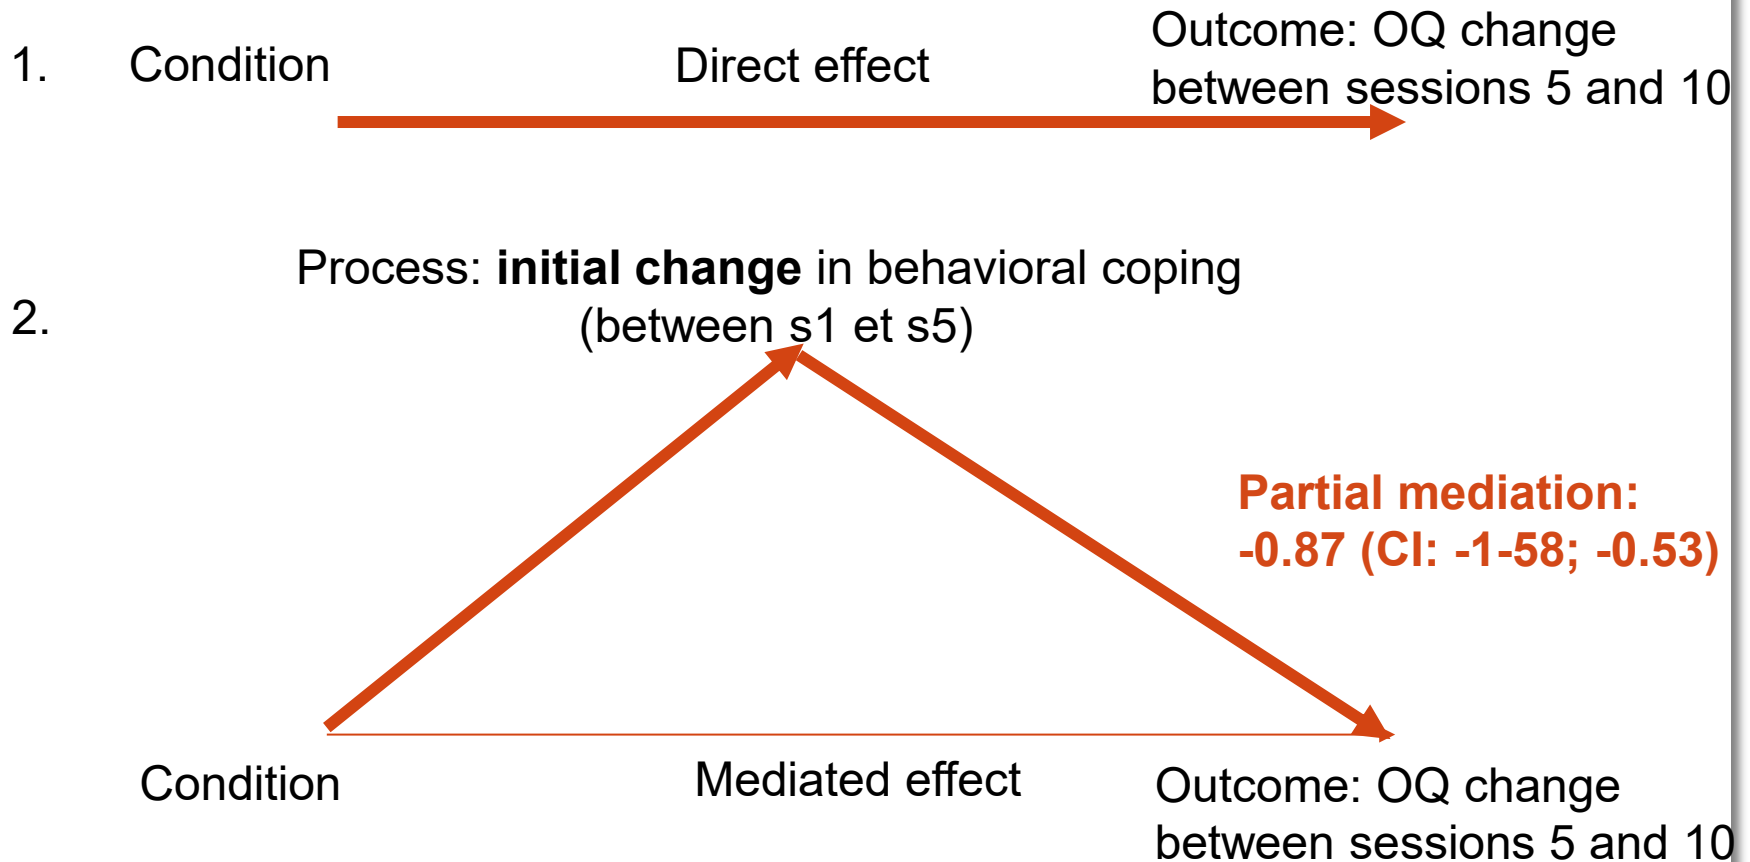 1.
Condition
Direct effect
Outcome: OQ change
between sessions 5 and 10
2.
Process: initial change in behavioral coping
(between s1 et s5)
Partial mediation:
-0.87 (CI: -1-58; -0.53)
Condition
Mediated effect
Outcome: OQ change
between sessions 5 and 10